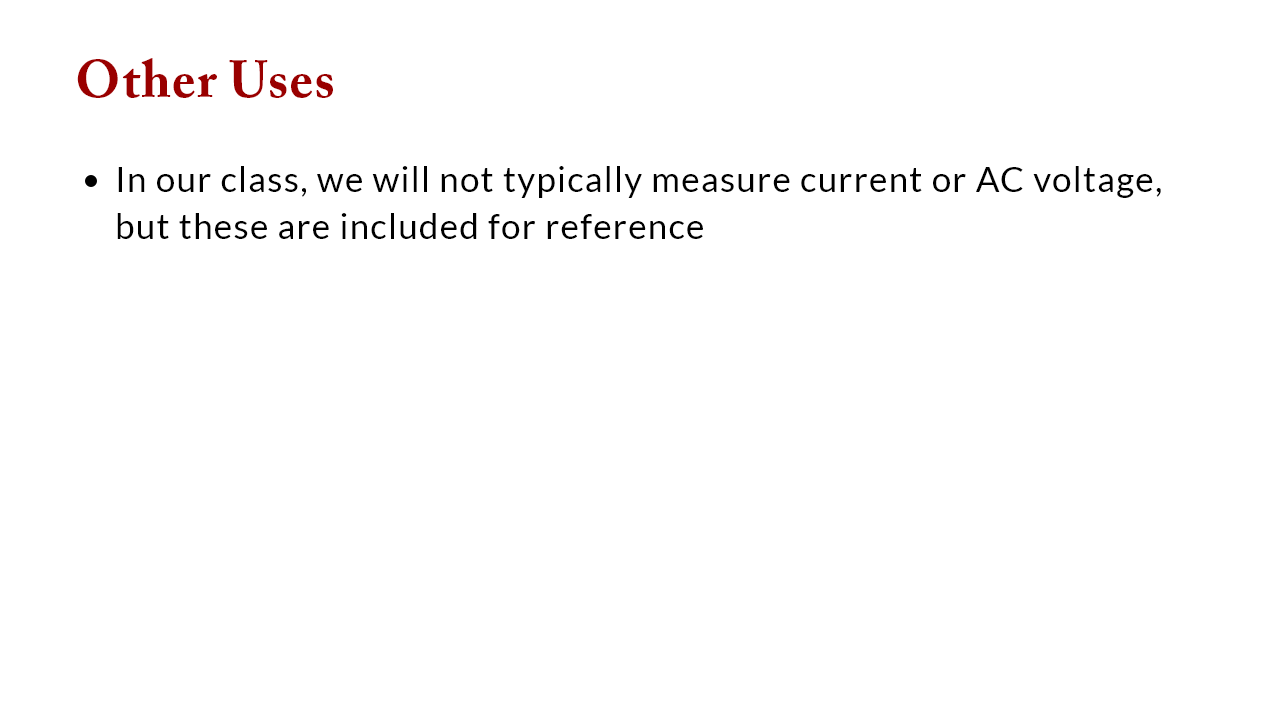 Other Uses
• In our class, we will not typically measure current or AC voltage,
but these are included for reference